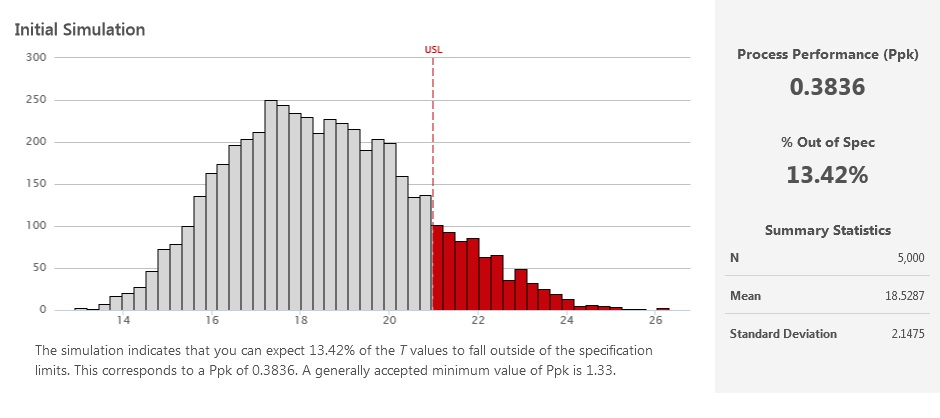 Initial Simulation
USL
300
250
200
150
100
50
0
14 16 18 20 22 24 26
The simulation indicates that you can expect 13.42% of the T values to fall outside of the specification
limits. This corresponds to a Ppk of 0.3836. A generally accepted minimum value of Ppk is 1.33.
Process Performance (Ppk)
0.3836
% Out of Spec
13.42%
Summary Statistics
N 5,000
Mean 18.5287
Standard Deviation 2.1475